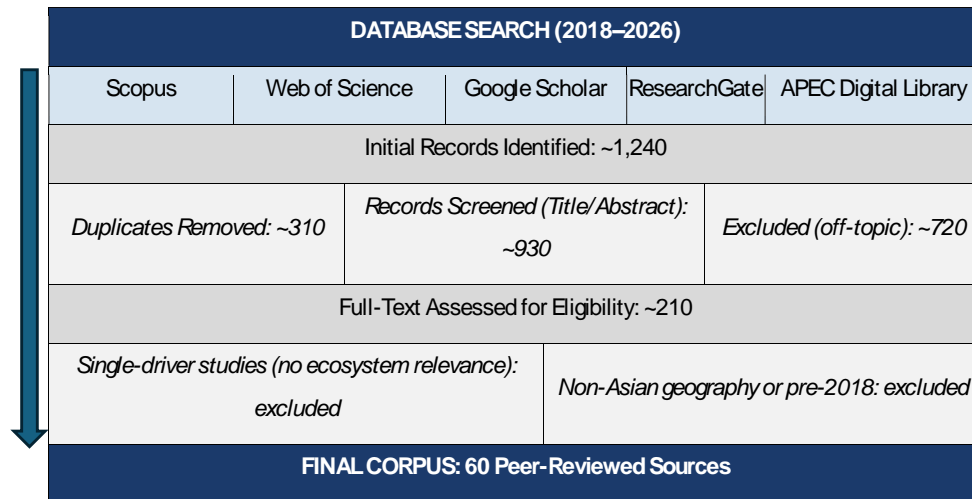 DATABASE SEARCH (2018–2026)
Scopus
Web of Science
Google Scholar
ResearchGate
APEC Digital Library
Initial Records Identified: ~1,240
Duplicates Removed: ~310
Records Screened (Title/Abstract):
~930
Excluded (off-topic): ~720
Full-Text Assessed for Eligibility: ~210
Single-driver studies (no ecosystem relevance):
excluded
Non-Asian geography or pre-2018: excluded
FINAL CORPUS: 60 Peer-Reviewed Sources